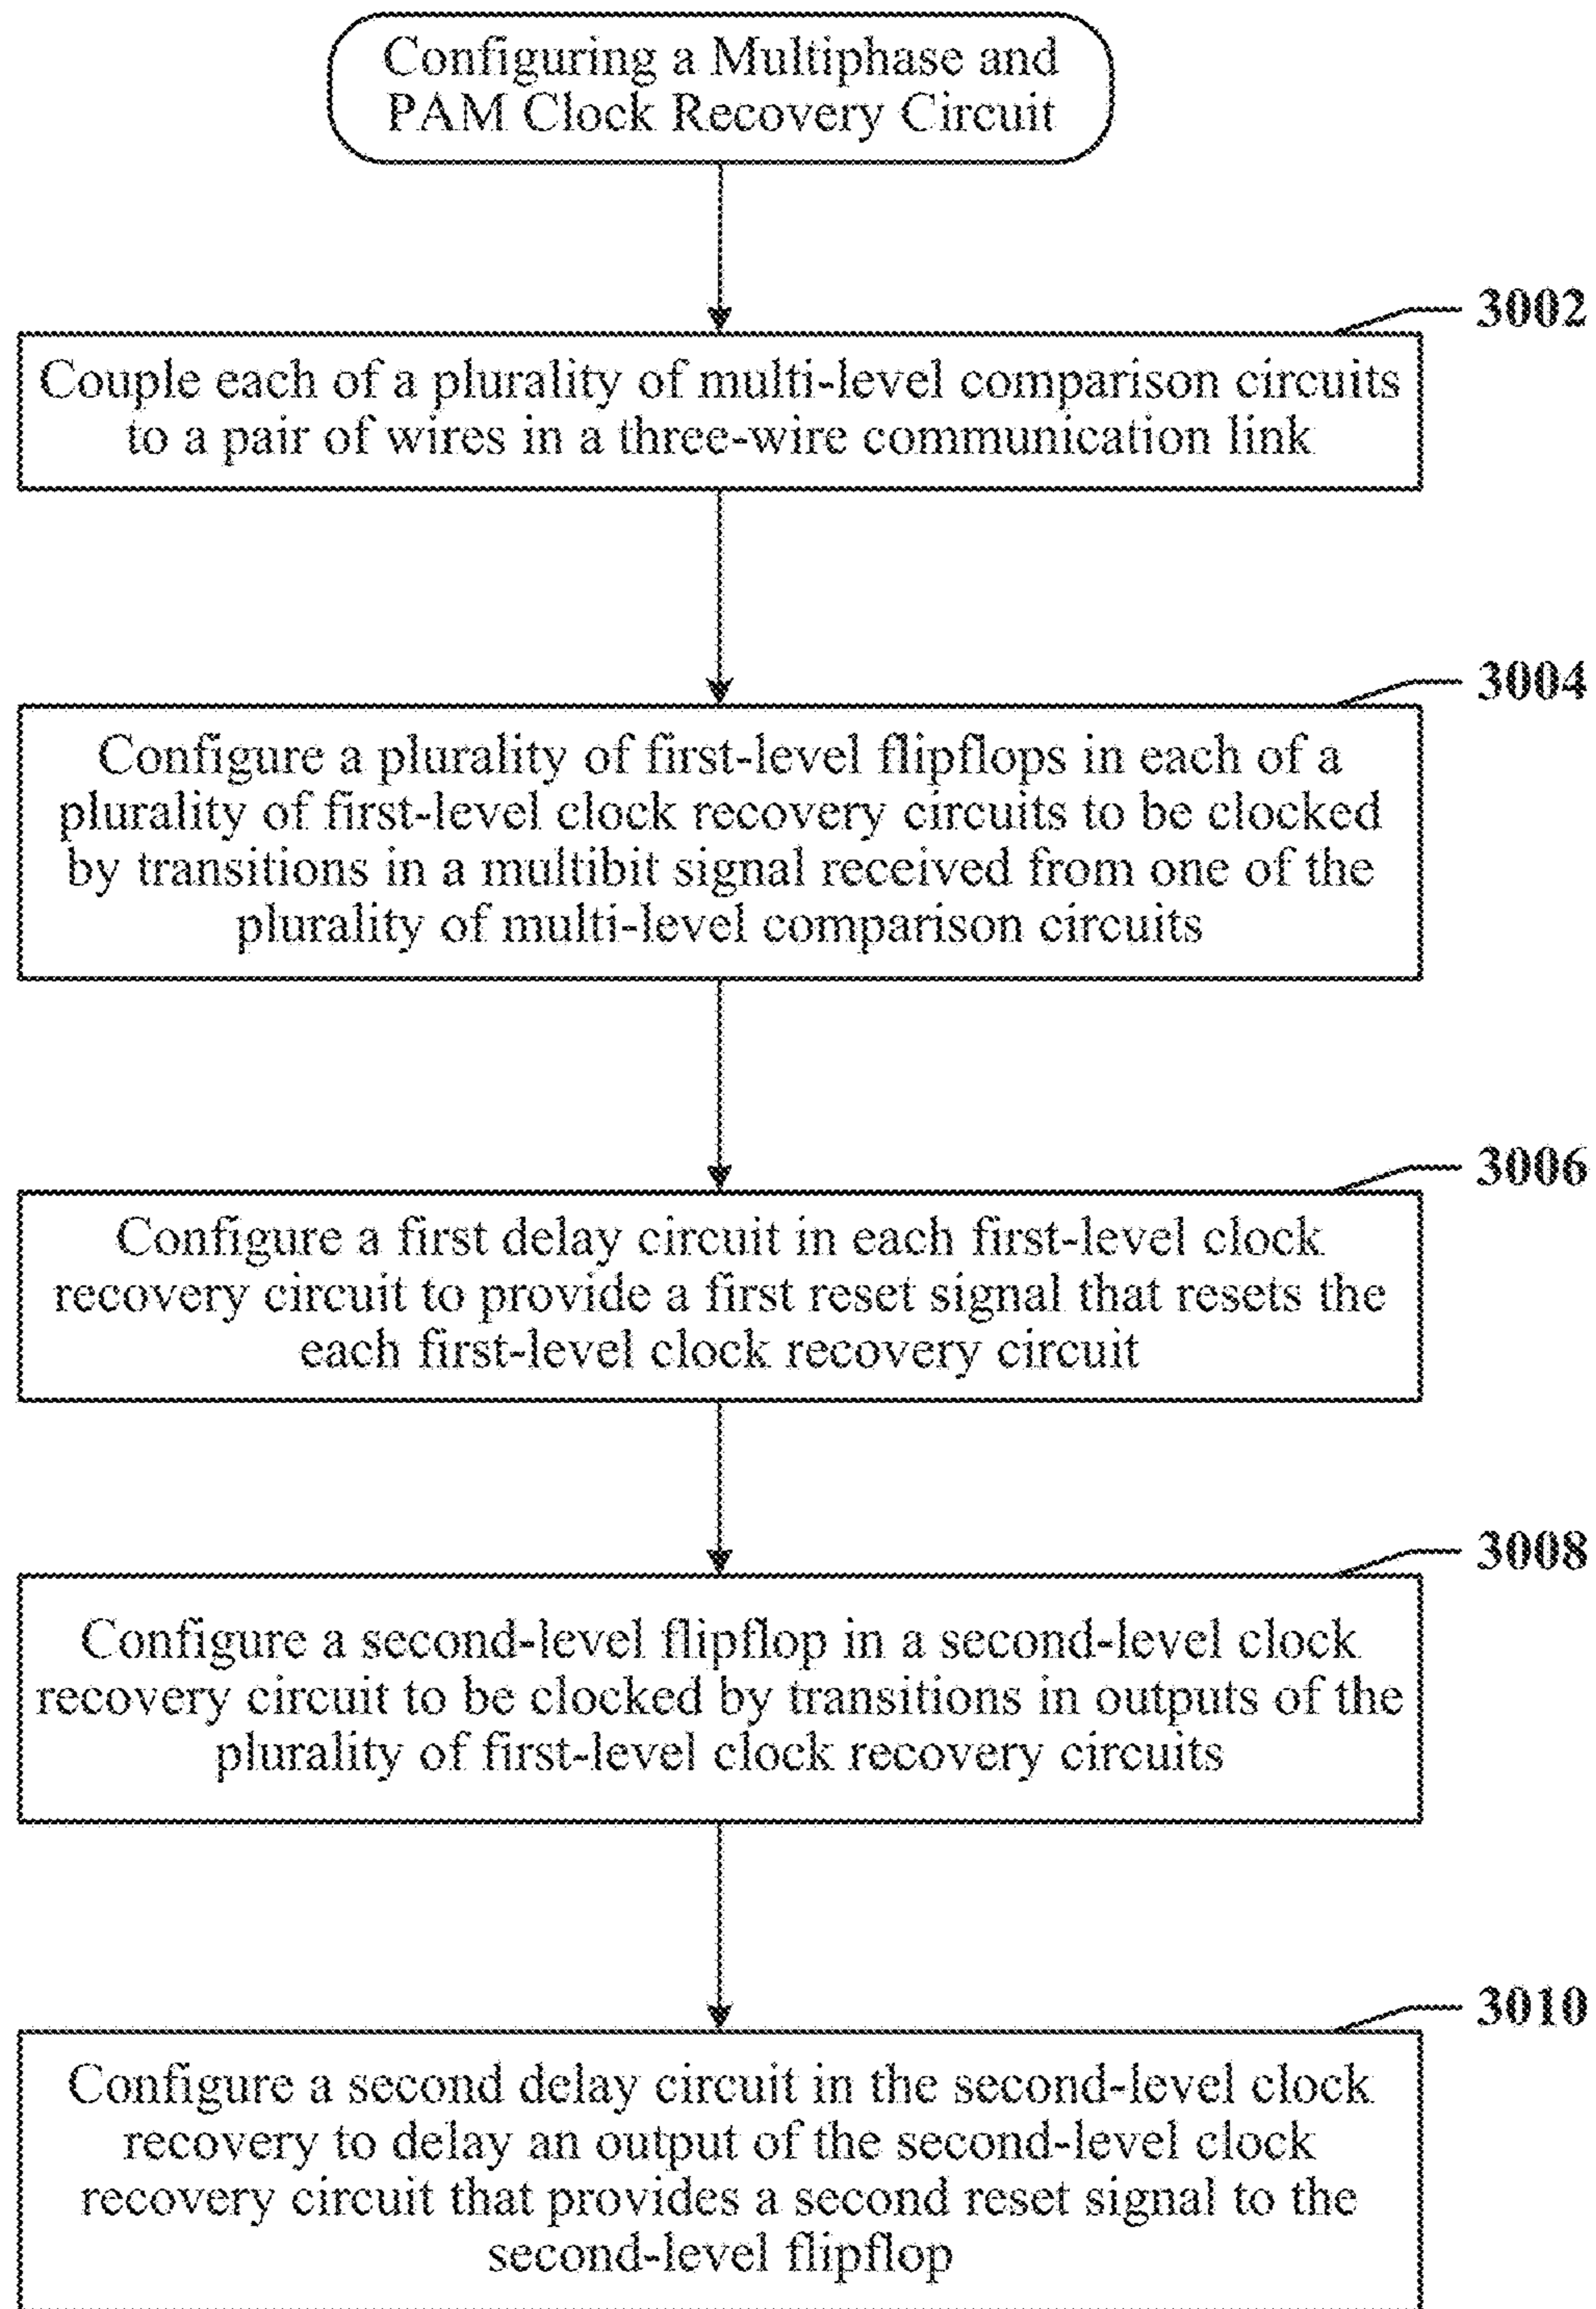 Configuring a Multiphase and
PAM Clock Recovery Circuit
3002
Couple each of a plurality of multi-level comparison circuits
to a pair of wires in a three-wire communication link
3004
Configure a plurality of first-level flipflops in each of a
plurality of first-level clock recovery circuits to be clocked
by transitions in a multibit signal received from one of the
plurality of multi-level comparison circuits
3006
Configure a first delay circuit in each first-level clock
recovery circuit to provide a first reset signal that resets the
each first-level clock recovery circuit
3008
Configure a second-level flipflop in a second-level clock
recovery circuit to be clocked by transitions in outputs of the
plurality of first-level clock recovery circuits
3010
Configure a second delay circuit in the second-level clock
recovery to delay an output of the second-level clock
recovery circuit that provides a second reset signal to the
second-level flipflop